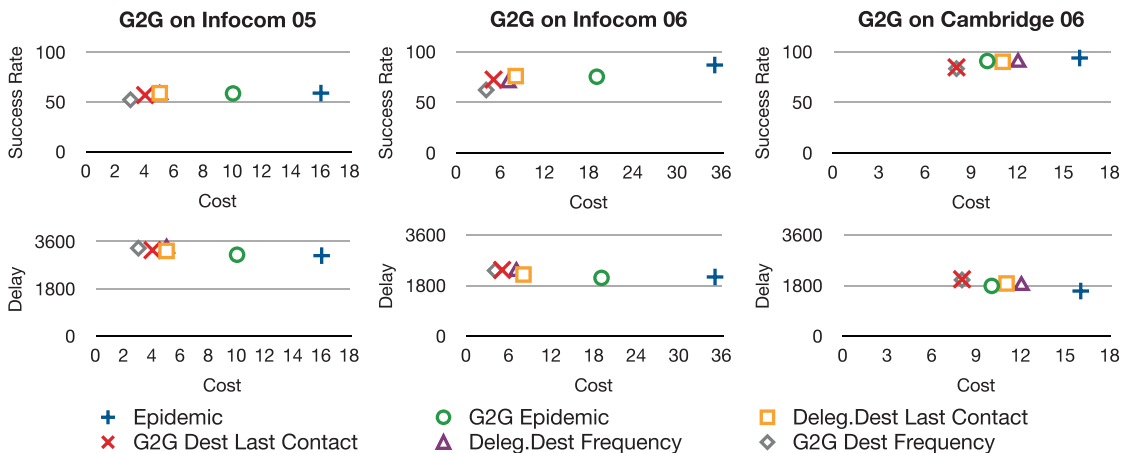 G2G on Infocom 05
G2G on Infocom 06
G2G on Cambridge 06
Success Rate
100
50
0
0 2 4 6 8 10 12 14 16 18
Cost
Success Rate
100
50
0
0 6 12 18 24 30 36
Cost
Success Rate
100
50
0
0 3 6 9 12 15 18
Cost
Delay
3600
1800
0
0 2 4 6 8 10 12 14 16 18
Cost
Delay
3600
1800
0
0 6 12 18 24 30 36
Cost
Delay
3600
1800
0
0 3 6 9 12 15 18
Cost
Epidemic
G2G Epidemic
Deleg.Dest Last Contact
G2G Dest Last Contact
Deleg.Dest Frequency
G2G Dest Frequency